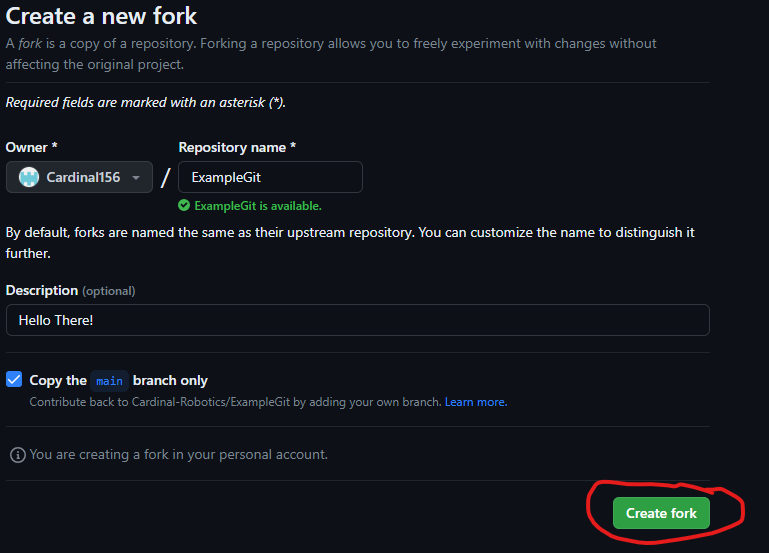 Create a new fork
A fork is a copy of a repository. Forking a repository allows you to freely experiment with changes without
affecting the original project.
Required fields are marked with an asterisk (*).
Owner * Repository name *
Cardinal156 / ExampleGit
ExampleGit is available.
By default, forks are named the same as their upstream repository. You can customize the name to distinguish it
further.
Description (optional)
Hello There!
Copy the main branch only
Contribute back to Cardinal-Robotics/ExampleGit by adding your own branch. Learn more.
You are creating a fork in your personal account.
Create fork